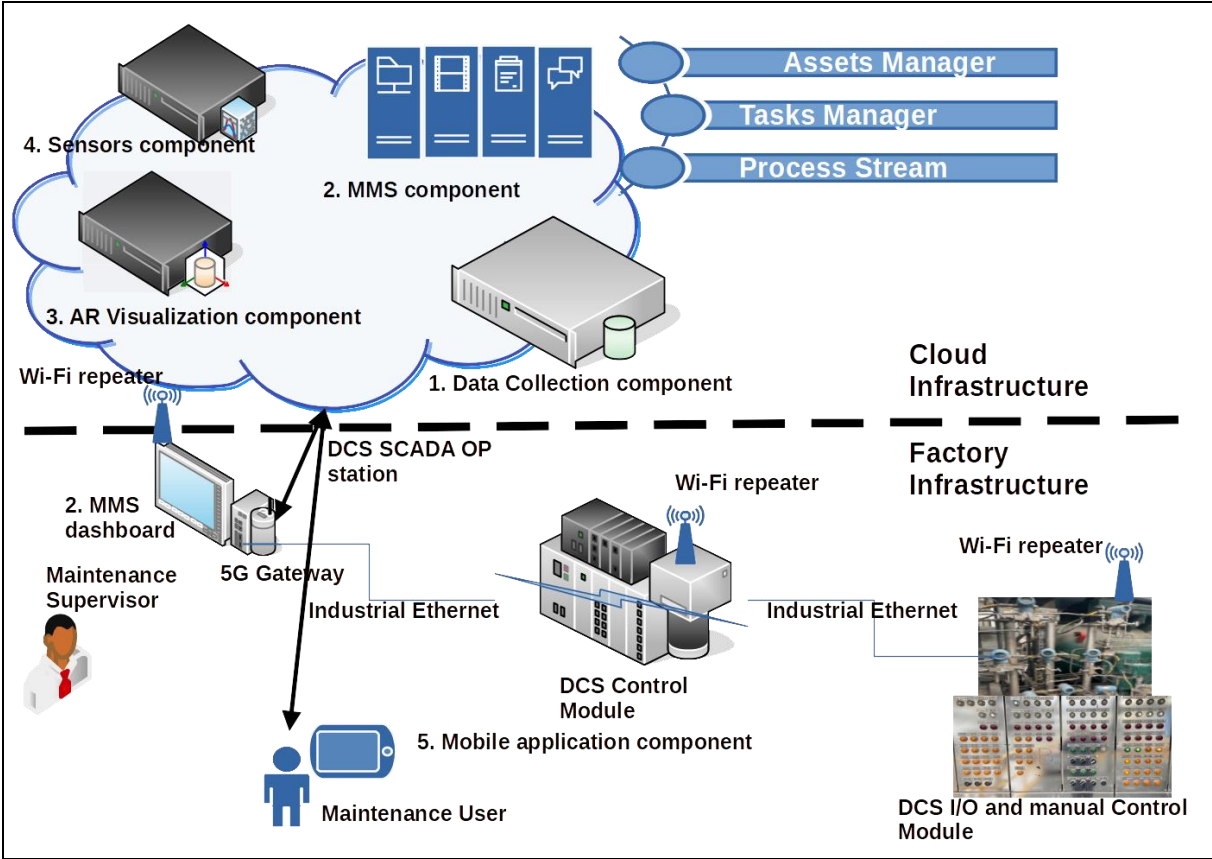 Assets Manager
Tasks Manager
Process Stream
4. Sensors component
2. MMS component
3. AR Visualization component
1. Data Collection component
Cloud
Infrastructure
Wi-Fi repeater
DCS SCADA OP
station
Factory
Infrastructure
2. MMS
dashboard
Wi-Fi repeater
Wi-Fi repeater
Maintenance
Supervisor
5G Gateway
Industrial Ethernet
Industrial Ethernet
DCS Control
Module
5. Mobile application component
Maintenance User
DCS I/O and manual Control
Module